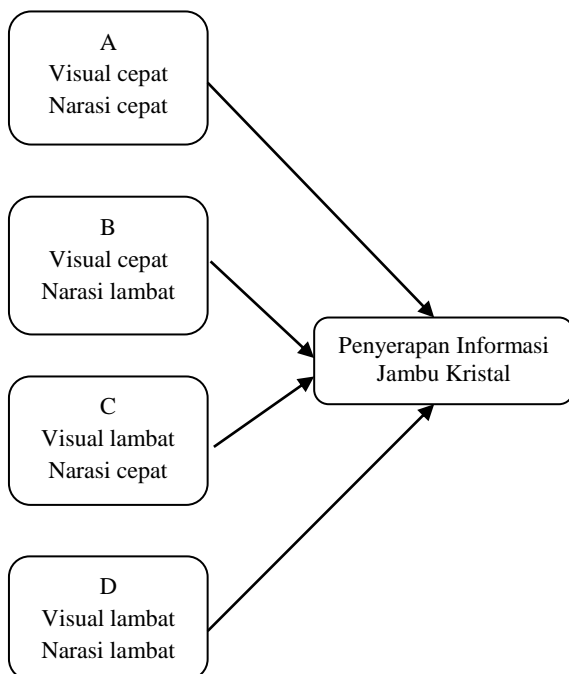 A
Visual cepat
Narasi cepat
B
Visual cepat
Narasi lambat
Penyerapan Informasi
Jambu Kristal
C
Visual lambat
Narasi cepat
D
Visual lambat
Narasi lambat